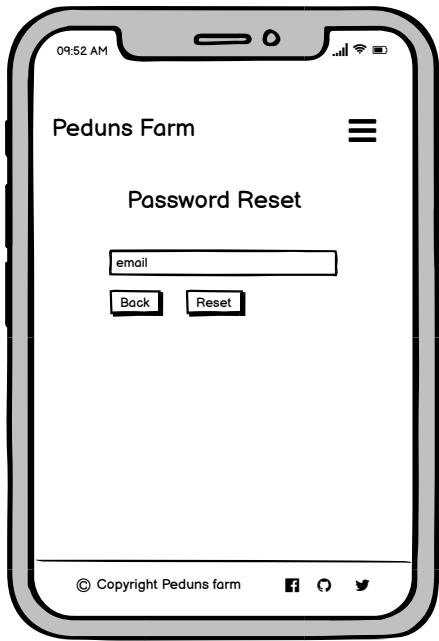 09:52 AM
Peduns Farm
Password Reset
email
Back Reset
© Copyright Peduns farm